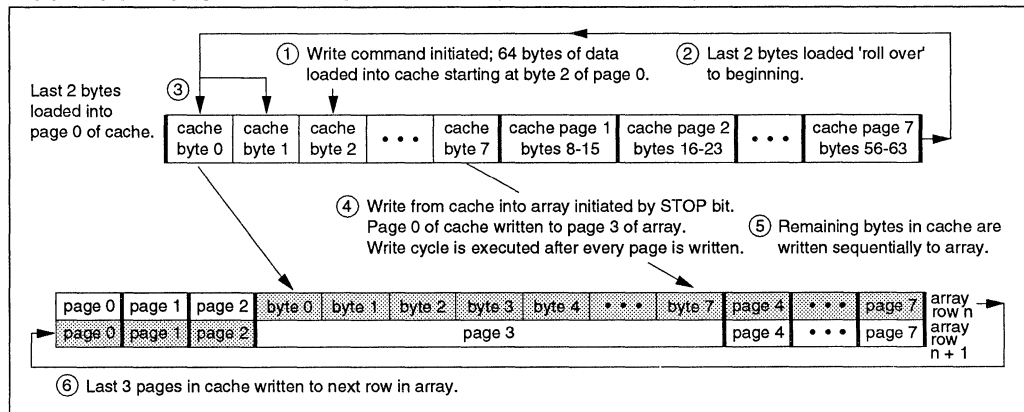 ① Write command initiated; 64 bytes of data
loaded into cache starting at byte 2 of page 0.
② Last 2 bytes loaded 'roll over'
to beginning.
Last 2 bytes
loaded into
page 0 of cache.
③
cache
byte 0
cache
byte 1
cache
byte 2
• • •
cache
byte 7
cache page 1
bytes 8-15
cache page 2
bytes 16-23
• • •
cache page 7
bytes 56-63
④ Write from cache into array initiated by STOP bit.
Page 0 of cache written to page 3 of array.
Write cycle is executed after every page is written.
⑤ Remaining bytes in cache are
written sequentially to array.
page 0 page 1 page 2 byte 0 byte 1 byte 2 byte 3 byte 4 • • • byte 7 page 4 • • • page 7 array
row n
page 0 page 1 page 2 page 3 page 4 • • • page 7 array
row
n + 1
⑥ Last 3 pages in cache written to next row in array.